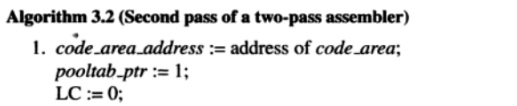 Algorithm 3.2 (Second pass of a two-pass assembler)
1. code_area_address := address of code_area;
pooltab_ptr := 1;
LC := 0;